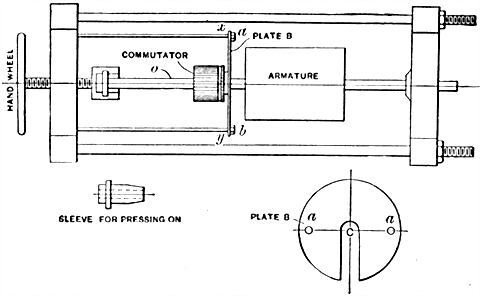 x
a
PLATE B
COMMUTATOR
o
ARMATURE
HAND WHEEL
y
b
SLEEVE FOR PRESSING ON
PLATE B
a
a
C